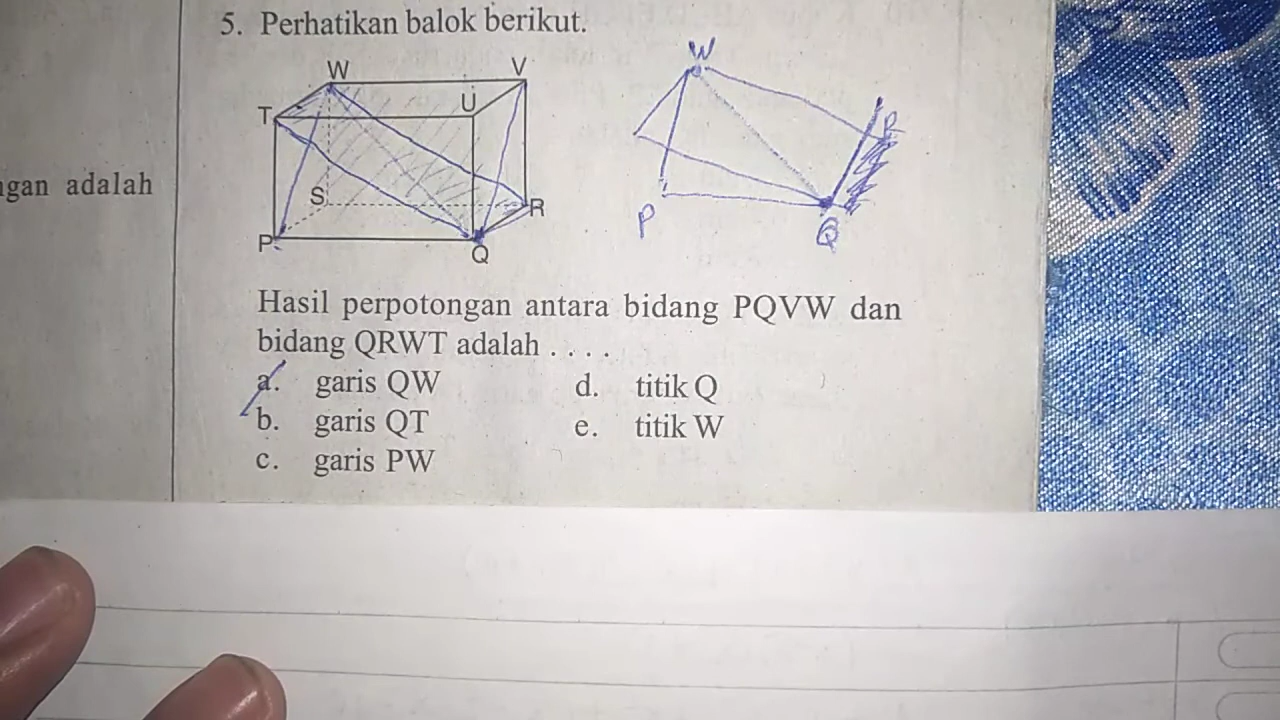 5. Perhatikan balok berikut.
W V
T U
S R
P Q
W
R
P
Q
ngan adalah
Hasil perpotongan antara bidang PQVW dan
bidang QRWT adalah . . . .
a. garis QW d. titik Q
b. garis QT e. titik W
c. garis PW